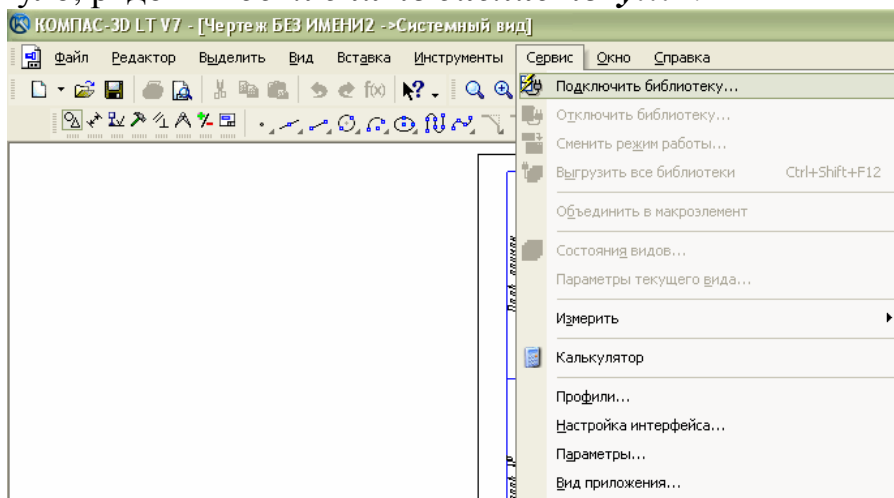 КОМПАС-3D LT V7 - [Чертеж БЕЗ ИМЕНИ2 ->Системный вид]
Файл Редактор Выделить Вид Вставка Инструменты Сервис Окно Справка
Подключить библиотеку...
Отключить библиотеку...
Сменить режим работы...
Выгрузить все библиотеки Ctrl+Shift+F12
Объединить в макроэлемент
Состояния видов...
Параметры текущего вида...
Измерить
Калькулятор
Профили...
Настройка интерфейса...
Параметры...
Вид приложения...